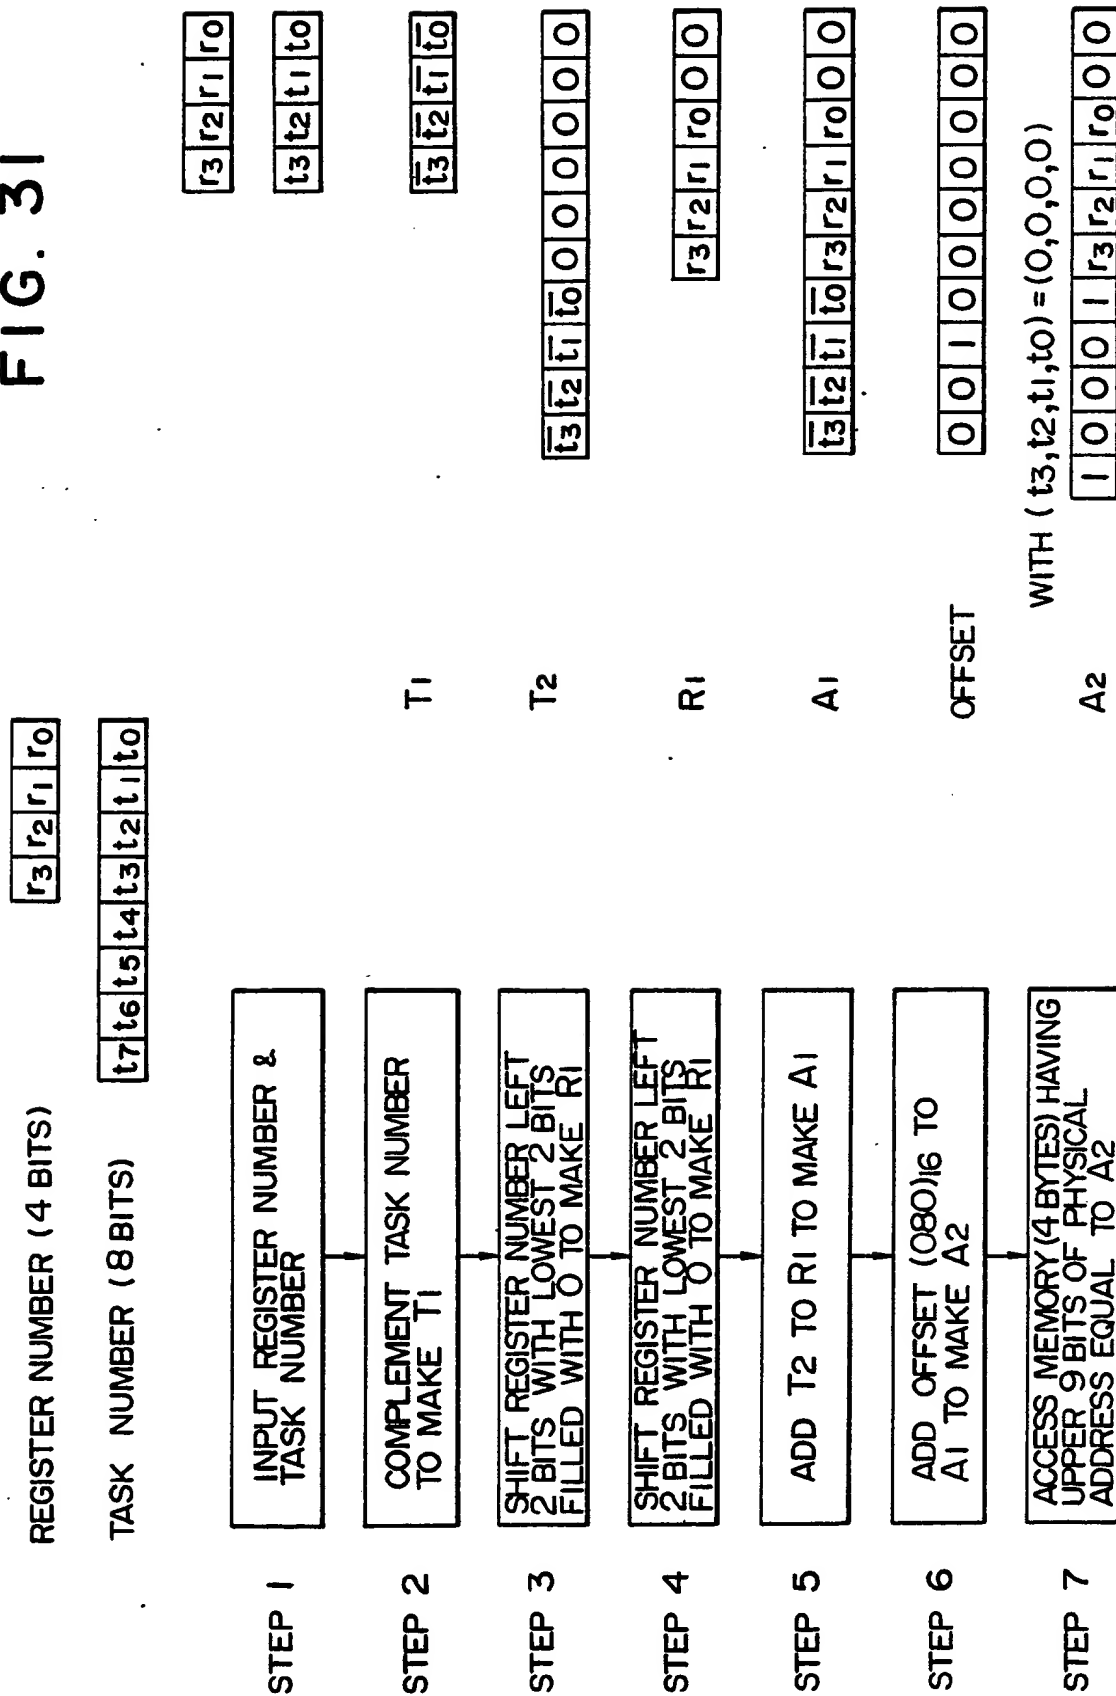 FIG. 31
REGISTER NUMBER (4 BITS)
r3 r2 r1 r0
TASK NUMBER (8 BITS)
t7 t6 t5 t4 t3 t2 t1 t0
STEP 1
INPUT REGISTER NUMBER &
TASK NUMBER
r3 r2 r1 r0
t3 t2 t1 t0
STEP 2
COMPLEMENT TASK NUMBER
TO MAKE T1
T1
t̅3 t̅2 t̅1 t̅0
STEP 3
SHIFT REGISTER NUMBER LEFT
2 BITS WITH LOWEST 2 BITS
FILLED WITH 0 TO MAKE R1
T2
t̅3 t̅2 t̅1 t̅0 0 0 0 0 0 0
STEP 4
SHIFT REGISTER NUMBER LEFT
2 BITS WITH LOWEST 2 BITS
FILLED WITH 0 TO MAKE R1
R1
r3 r2 r1 r0 0 0
STEP 5
ADD T2 TO R1 TO MAKE A1
A1
t̅3 t̅2 t̅1 t̅0 r3 r2 r1 r0 0 0
STEP 6
ADD OFFSET (080)16 TO
A1 TO MAKE A2
OFFSET
0 0 1 0 0 0 0 0 0 0
STEP 7
ACCESS MEMORY (4 BYTES) HAVING
UPPER 9 BITS OF PHYSICAL
ADDRESS EQUAL TO A2
WITH (t3,t2,t1,t0)=(0,0,0,0)
A2
1 0 0 0 1 r3 r2 r1 r0 0 0